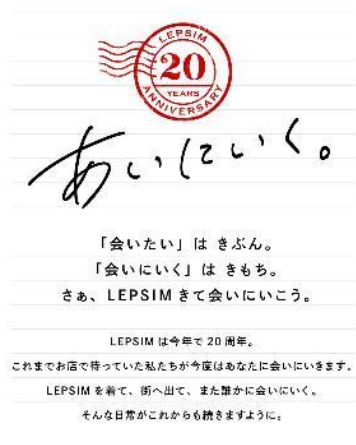 LEPSIM
20
YEARS
ANNIVERSARY
あいにいく。
「会いたい」は きぶん。
「会いにいく」は きもち。
さぁ、LEPSIM きて会いにいこう。
LEPSIM は今年で 20 周年。
これまでお店で待っていた私たちが今度はあなたに会いにいきます。
LEPSIM を着て、街へ出て、また誰かに会いにいく。
そんな日常がこれからも続きますように。